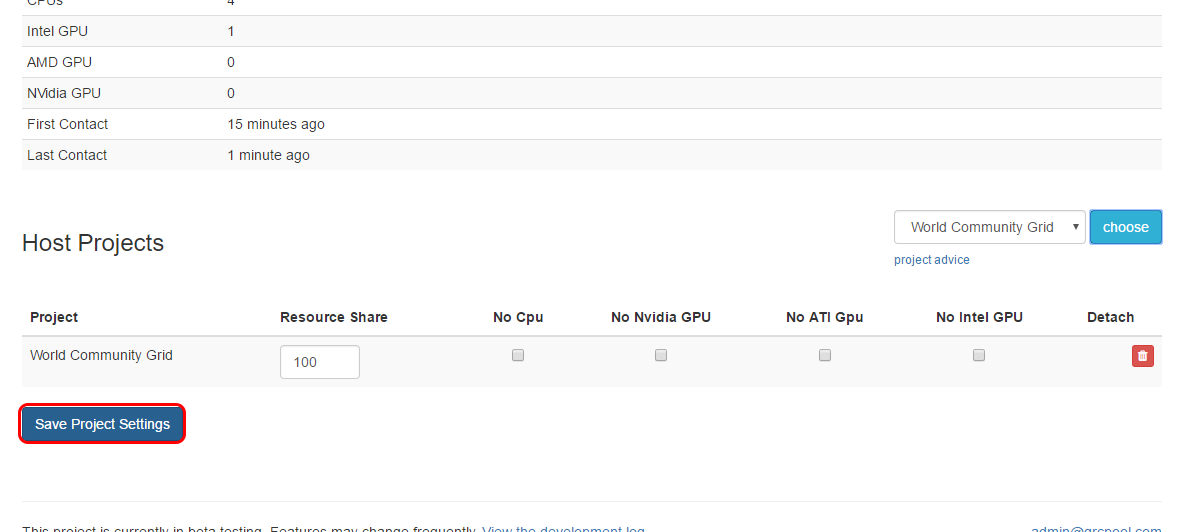 CPUs 4
Intel GPU 1
AMD GPU 0
NVidia GPU 0
First Contact 15 minutes ago
Last Contact 1 minute ago
Host Projects
World Community Grid choose
project advice
Project Resource Share No Cpu No Nvidia GPU No ATI Gpu No Intel GPU Detach
World Community Grid 100
Save Project Settings
This project is currently in beta testing. Features may change frequently. View the development log. admin@grcpool.com